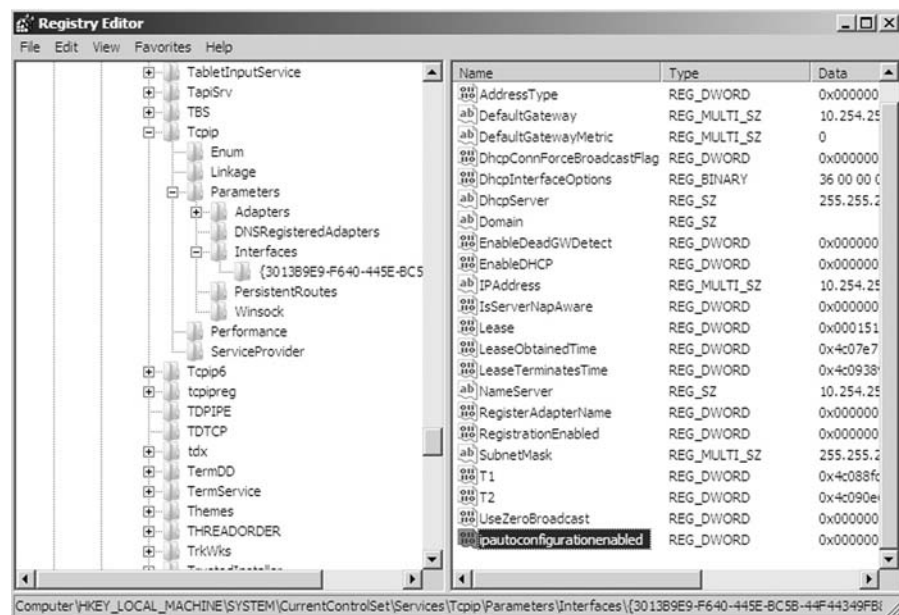 Registry Editor
File Edit View Favorites Help
TabletInputService
TapiSrv
TBS
Tcpip
Enum
Linkage
Parameters
Adapters
DNSRegisteredAdapters
Interfaces
{3013B9E9-F640-445E-BC5
PersistentRoutes
Winsock
Performance
ServiceProvider
Tcpip6
tcpipreg
TDPIPE
TDTCP
tdx
TermDD
TermService
Themes
THREADORDER
TrkWks
TrustedInstaller
Name Type Data
AddressType REG_DWORD 0x000000
DefaultGateway REG_MULTI_SZ 10.254.25
DefaultGatewayMetric REG_MULTI_SZ 0
DhcpConnForceBroadcastFlag REG_DWORD 0x000000
DhcpInterfaceOptions REG_BINARY 36 00 00 0
DhcpServer REG_SZ 255.255.2
Domain REG_SZ
EnableDeadGWDetect REG_DWORD 0x000000
EnableDHCP REG_DWORD 0x000000
IPAddress REG_MULTI_SZ 10.254.25
IsServerNapAware REG_DWORD 0x000000
Lease REG_DWORD 0x000151
LeaseObtainedTime REG_DWORD 0x4c07e7
LeaseTerminatesTime REG_DWORD 0x4c0938
NameServer REG_SZ 10.254.25
RegisterAdapterName REG_DWORD 0x000000
RegistrationEnabled REG_DWORD 0x000000
SubnetMask REG_MULTI_SZ 255.255.2
T1 REG_DWORD 0x4c088fc
T2 REG_DWORD 0x4c090e
UseZeroBroadcast REG_DWORD 0x000000
ipautoconfigurationenabled REG_DWORD 0x000000
Computer\HKEY_LOCAL_MACHINE\SYSTEM\CurrentControlSet\Services\Tcpip\Parameters\Interfaces\{3013B9E9-F640-445E-BC5B-44F44349FB